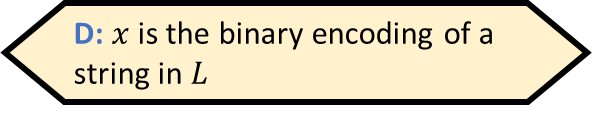 D: 𝑥 is the binary encoding of a
string in 𝐿